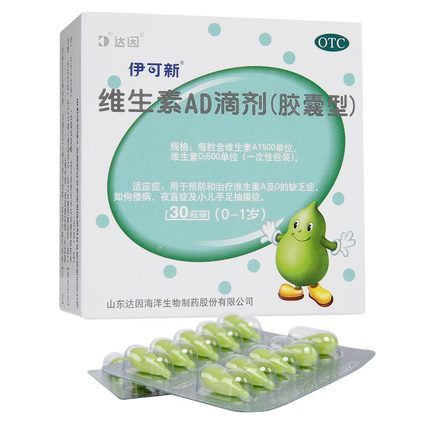 达因
OTC
伊可新®
维生素AD滴剂(胶囊型)
规格：每粒含维生素A1500单位，
维生素D₃500单位（一次性包装）。
适应症：用于预防和治疗维生素A及D的缺乏症。
如佝偻病、夜盲症及小儿手足抽搐症。
30粒装（0-1岁）
山东达因海洋生物制药股份有限公司